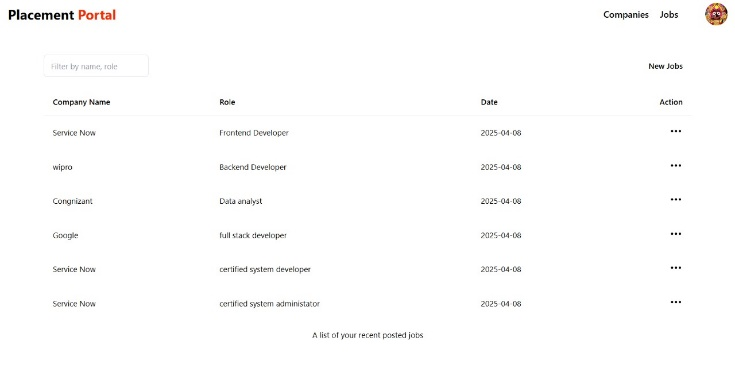 Placement Portal Companies Jobs
Filter by name, role New Jobs
Company Name Role Date Action
Service Now Frontend Developer 2025-04-08 •••
wipro Backend Developer 2025-04-08 •••
Congnizant Data analyst 2025-04-08 •••
Google full stack developer 2025-04-08 •••
Service Now certified system developer 2025-04-08 •••
Service Now certified system administator 2025-04-08 •••
A list of your recent posted jobs